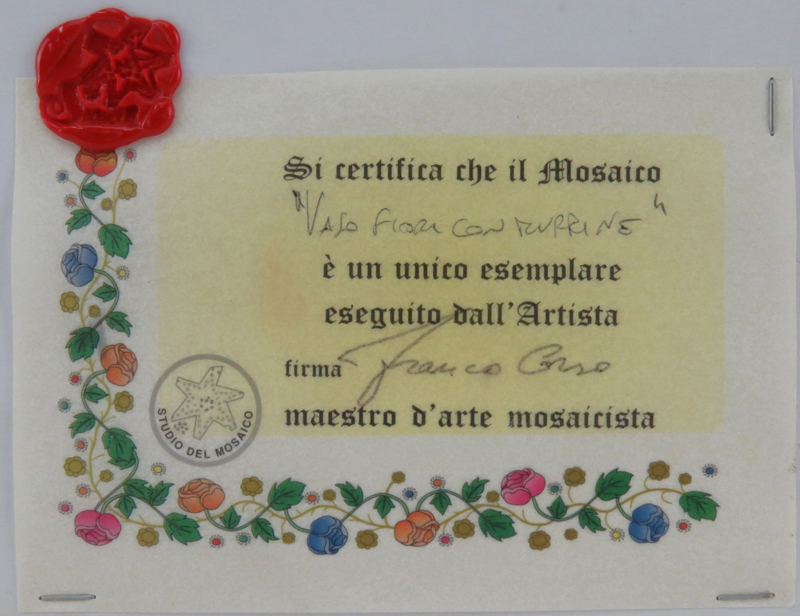 Si certifica che il Mosaico
"VASO FIORI CON MURRINE"
è un unico esemplare
eseguito dall'Artista
firma Franco Corso
maestro d'arte mosaicista
STUDIO DEL MOSAICO